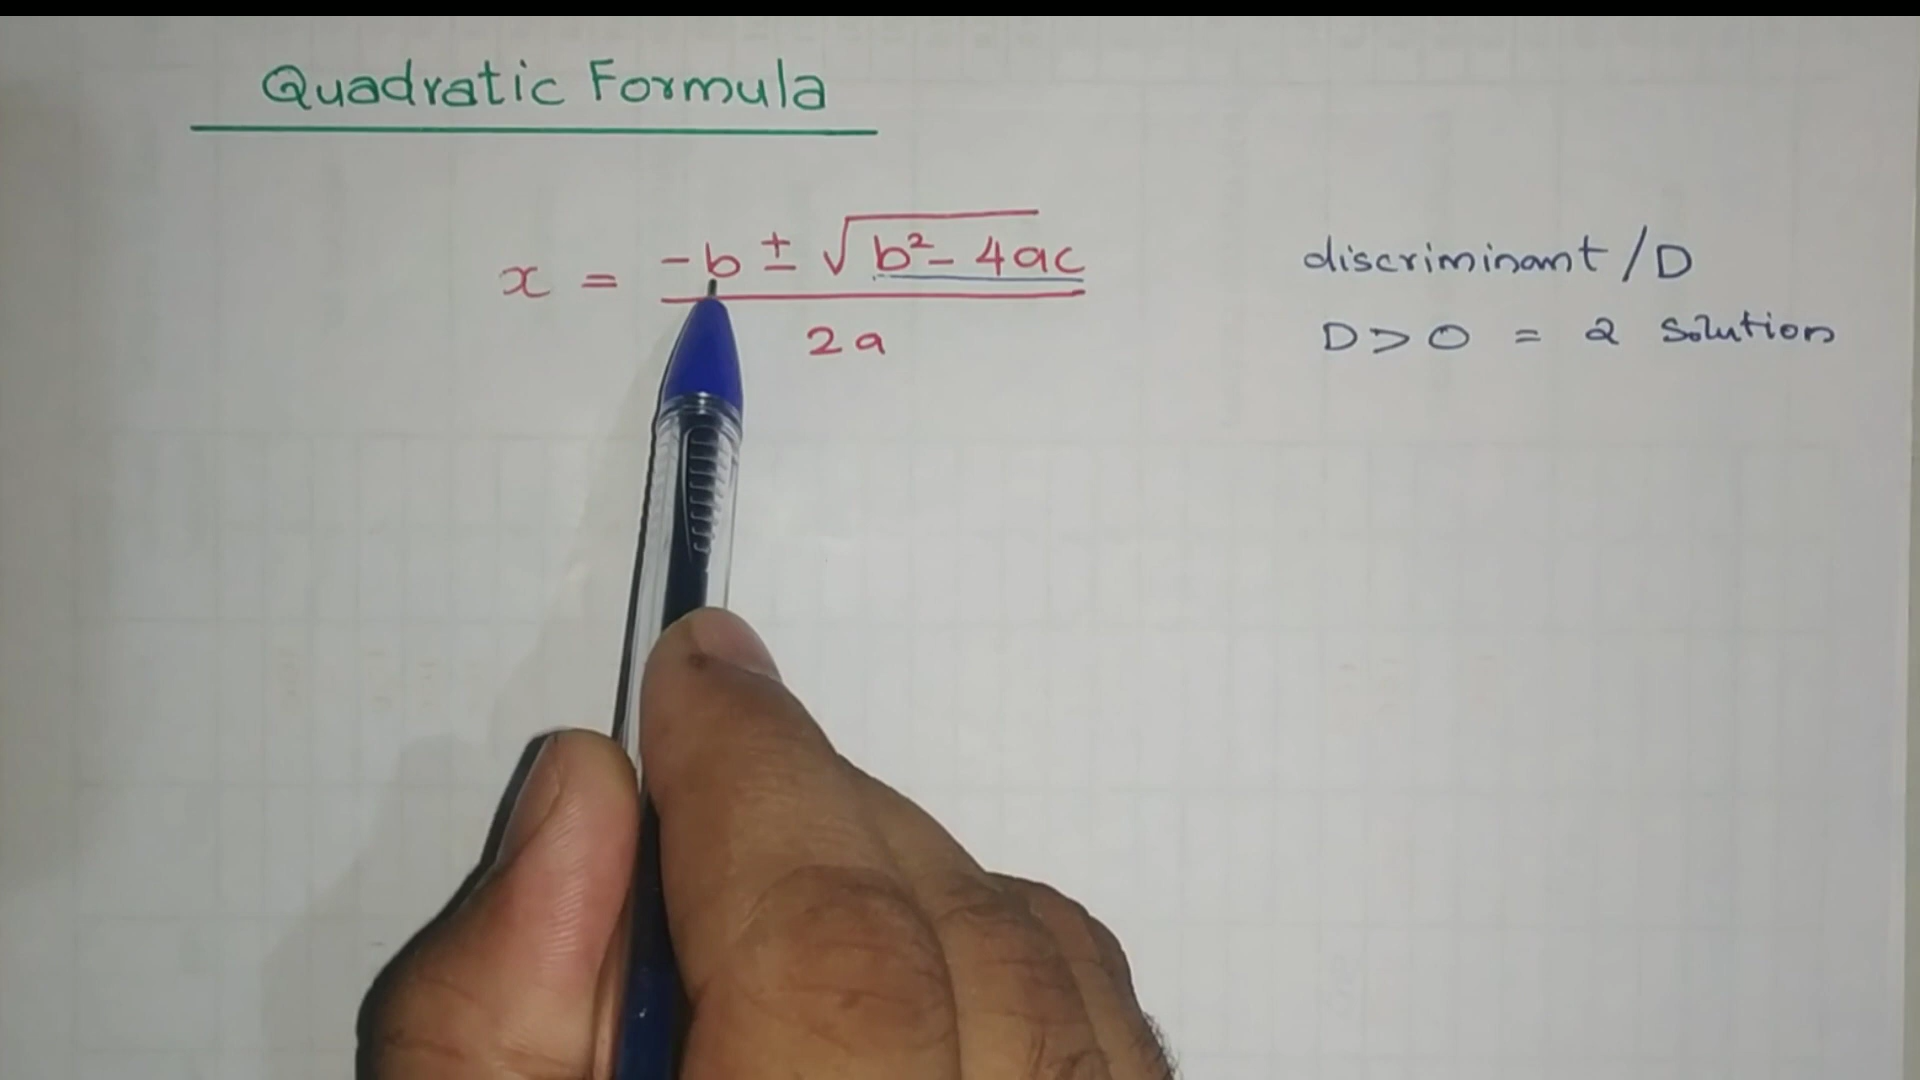 Quadratic Formula
x = -b ± √b² - 4ac
2a
discriminant / D
D > 0 = 2 Solution